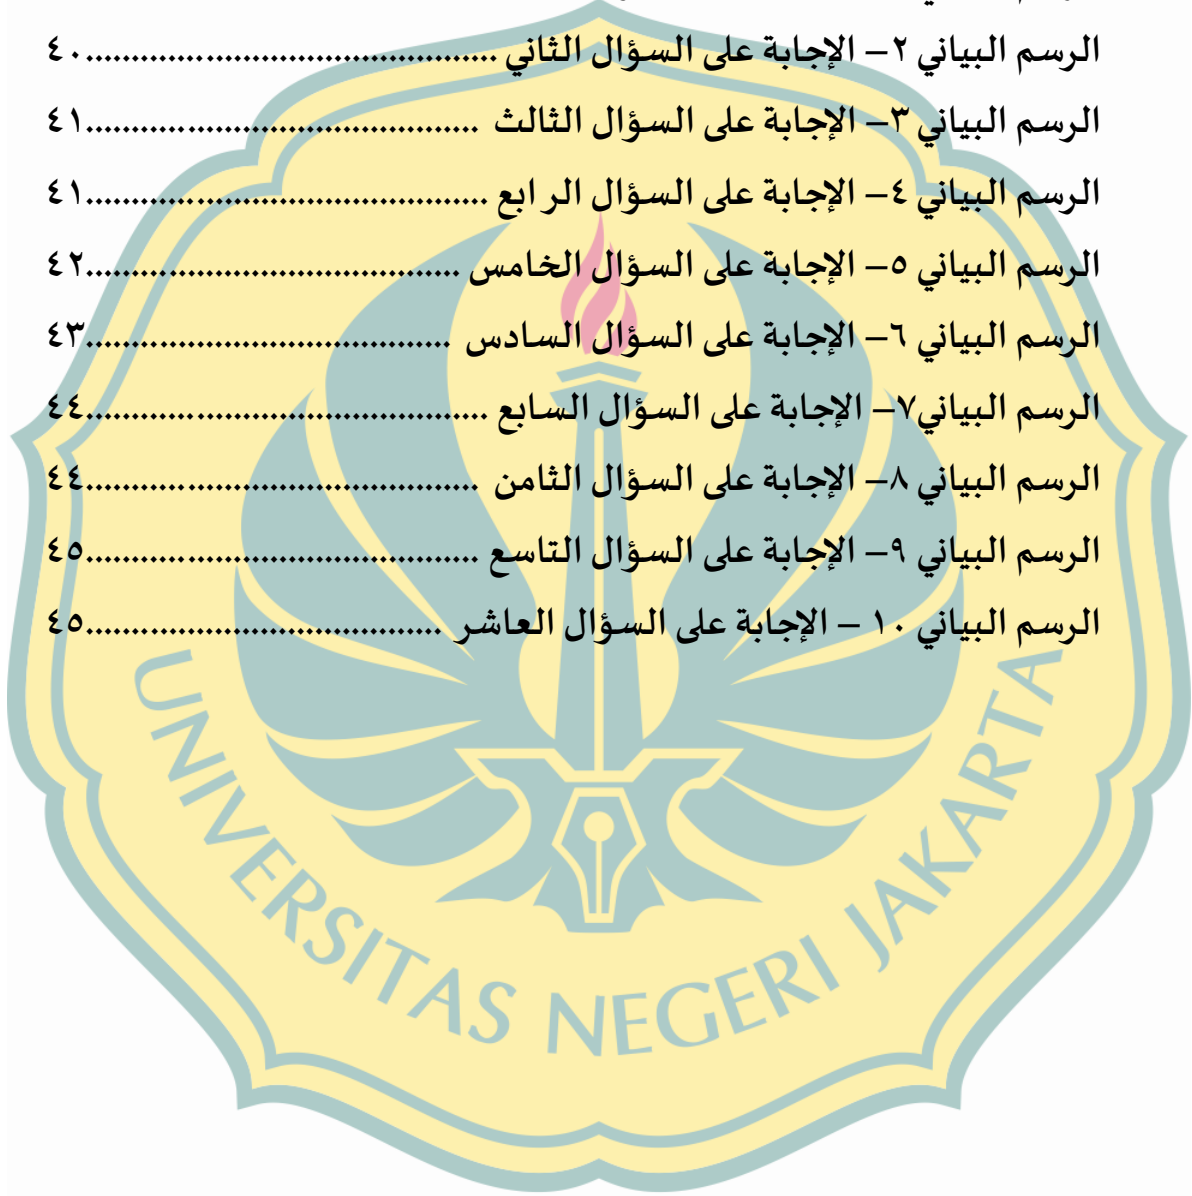 الرسم البياني ٢– الإجابة على السؤال الثاني ..............................................٤٠
الرسم البياني ٣– الإجابة على السؤال الثالث ............................................٤١
الرسم البياني ٤– الإجابة على السؤال الر ابع .............................................٤١
الرسم البياني ٥– الإجابة على السؤال الخامس ..........................................٤٢
الرسم البياني ٦– الإجابة على السؤال السادس .........................................٤٣
الرسم البياني٧– الإجابة على السؤال السابع .............................................٤٤
الرسم البياني ٨– الإجابة على السؤال الثامن ............................................٤٤
الرسم البياني ٩– الإجابة على السؤال التاسع ............................................٤٥
الرسم البياني ١٠ – الإجابة على السؤال العاشر ........................................٤٥
UNIVERSITAS NEGERI JAKARTA